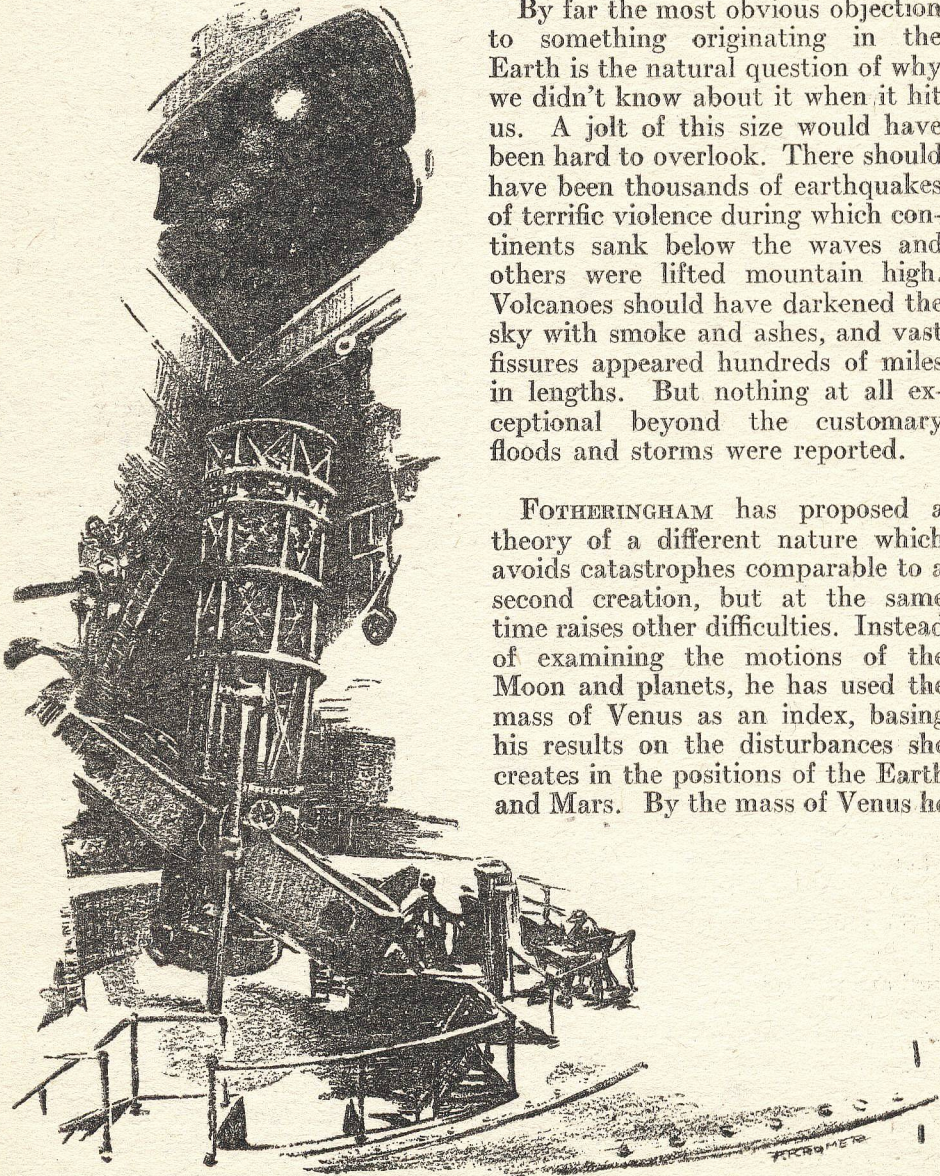 By far the most obvious objection
to something originating in the
Earth is the natural question of why
we didn't know about it when it hit
us. A jolt of this size would have
been hard to overlook. There should
have been thousands of earthquakes
of terrific violence during which con-
tinents sank below the waves and
others were lifted mountain high.
Volcanoes should have darkened the
sky with smoke and ashes, and vast
fissures appeared hundreds of miles
in lengths. But nothing at all ex-
ceptional beyond the customary
floods and storms were reported.
FOTHERINGHAM has proposed a
theory of a different nature which
avoids catastrophes comparable to a
second creation, but at the same
time raises other difficulties. Instead
of examining the motions of the
Moon and planets, he has used the
mass of Venus as an index, basing
his results on the disturbances she
creates in the positions of the Earth
and Mars. By the mass of Venus he
KRAMER